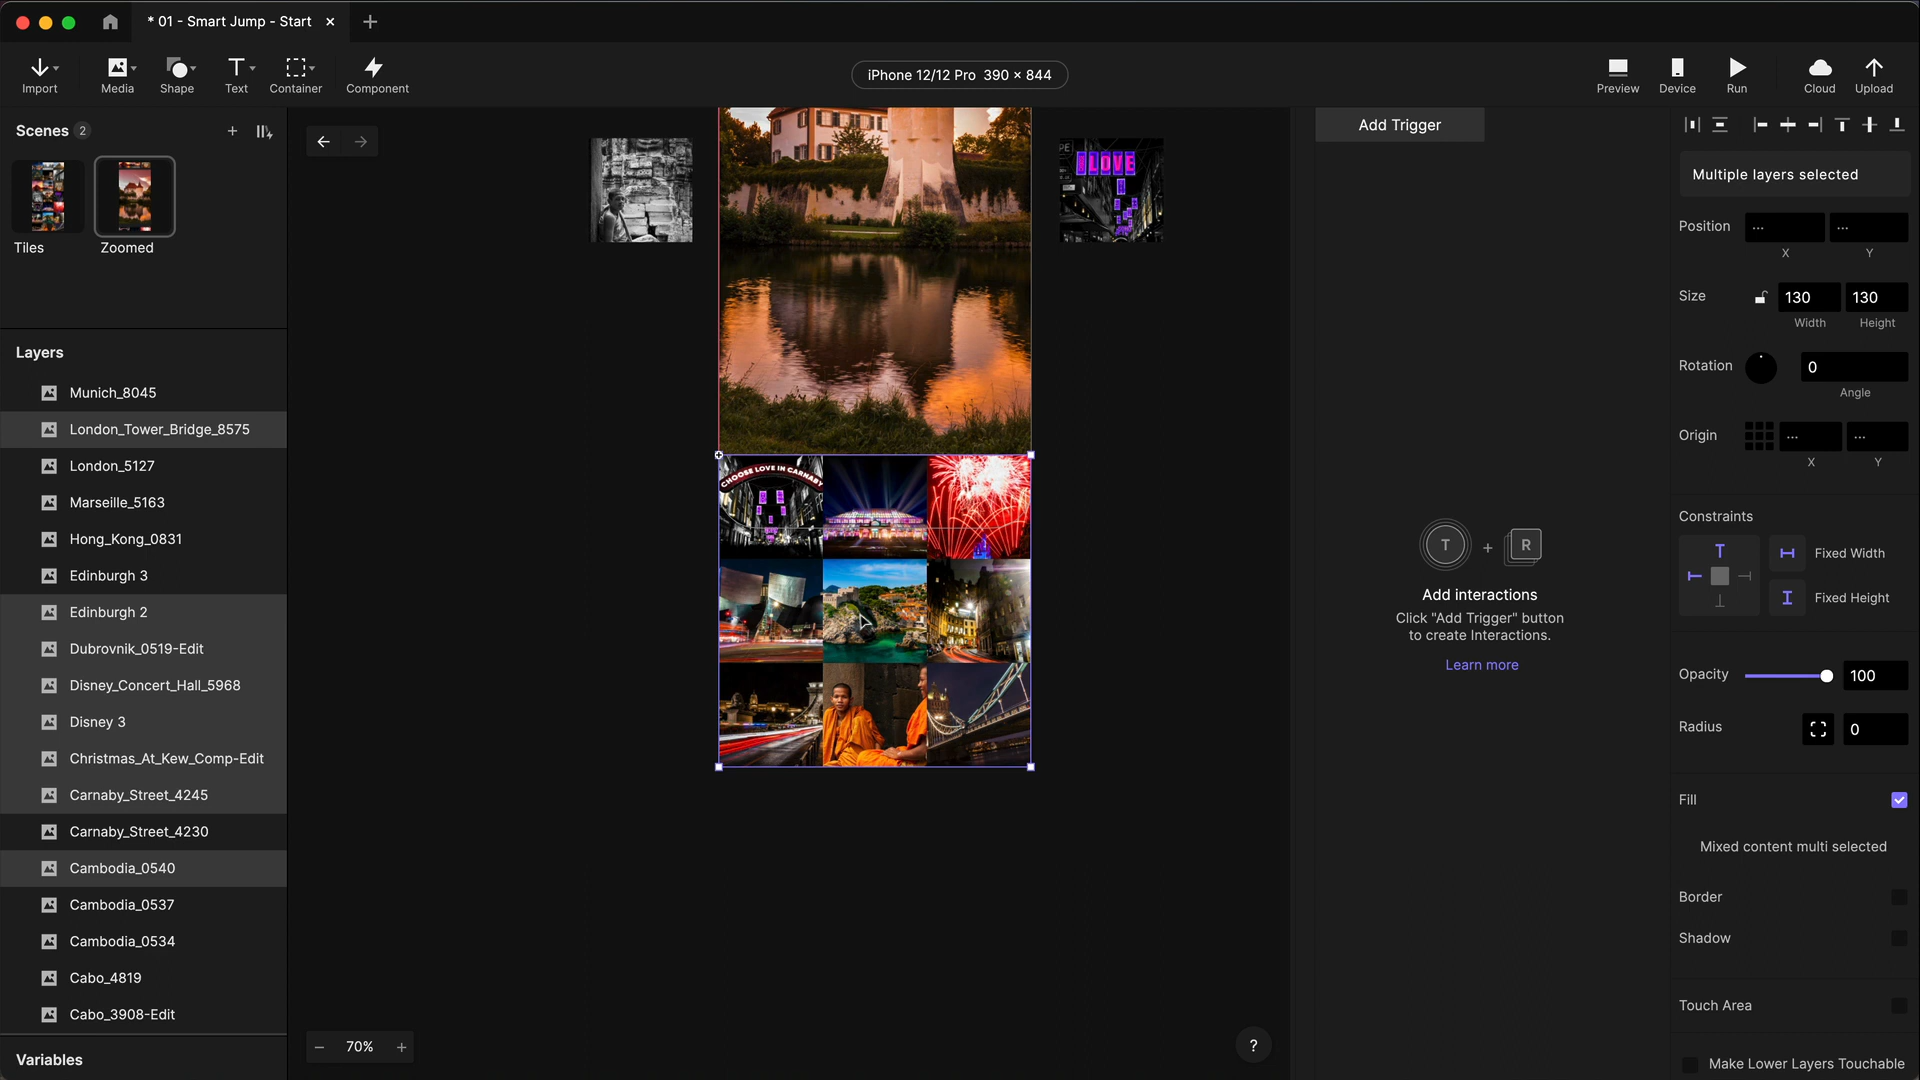 * 01 - Smart Jump - Start
Import
Media
Shape
Text
Container
Component
iPhone 12/12 Pro 390 × 844
Preview
Device
Run
Cloud
Upload
Scenes 2
Tiles
Zoomed
Layers
Munich_8045
London_Tower_Bridge_8575
London_5127
Marseille_5163
Hong_Kong_0831
Edinburgh 3
Edinburgh 2
Dubrovnik_0519-Edit
Disney_Concert_Hall_5968
Disney 3
Christmas_At_Kew_Comp-Edit
Carnaby_Street_4245
Carnaby_Street_4230
Cambodia_0540
Cambodia_0537
Cambodia_0534
Cabo_4819
Cabo_3908-Edit
Variables
LOVE
CHOOSE LOVE IN CARNABY
70%
?
Add Trigger
T + R
Add interactions
Click "Add Trigger" button
to create Interactions.
Learn more
Multiple layers selected
Position ... ...
X Y
Size 130 130
Width Height
Rotation 0
Angle
Origin ... ...
X Y
Constraints
Fixed Width
Fixed Height
Opacity 100
Radius 0
Fill
Mixed content multi selected
Border
Shadow
Touch Area
Make Lower Layers Touchable